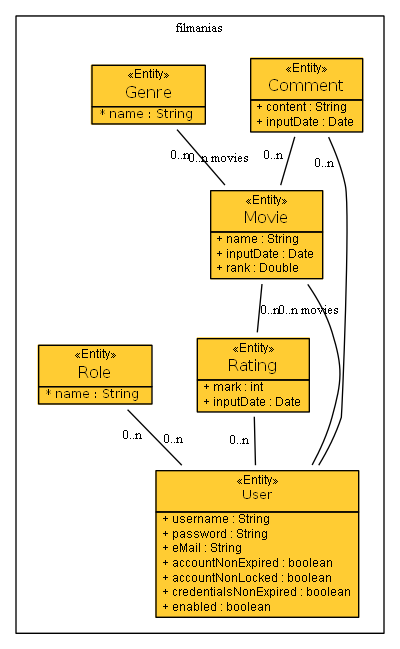 filmanias
«Entity»
Genre
* name : String
«Entity»
Comment
+ content : String
+ inputDate : Date
0..n
0..n movies
0..n
0..n
«Entity»
Movie
+ name : String
+ inputDate : Date
+ rank : Double
0..n
0..n movies
«Entity»
Role
* name : String
«Entity»
Rating
+ mark : int
+ inputDate : Date
0..n
0..n
0..n
«Entity»
User
+ username : String
+ password : String
+ eMail : String
+ accountNonExpired : boolean
+ accountNonLocked : boolean
+ credentialsNonExpired : boolean
+ enabled : boolean